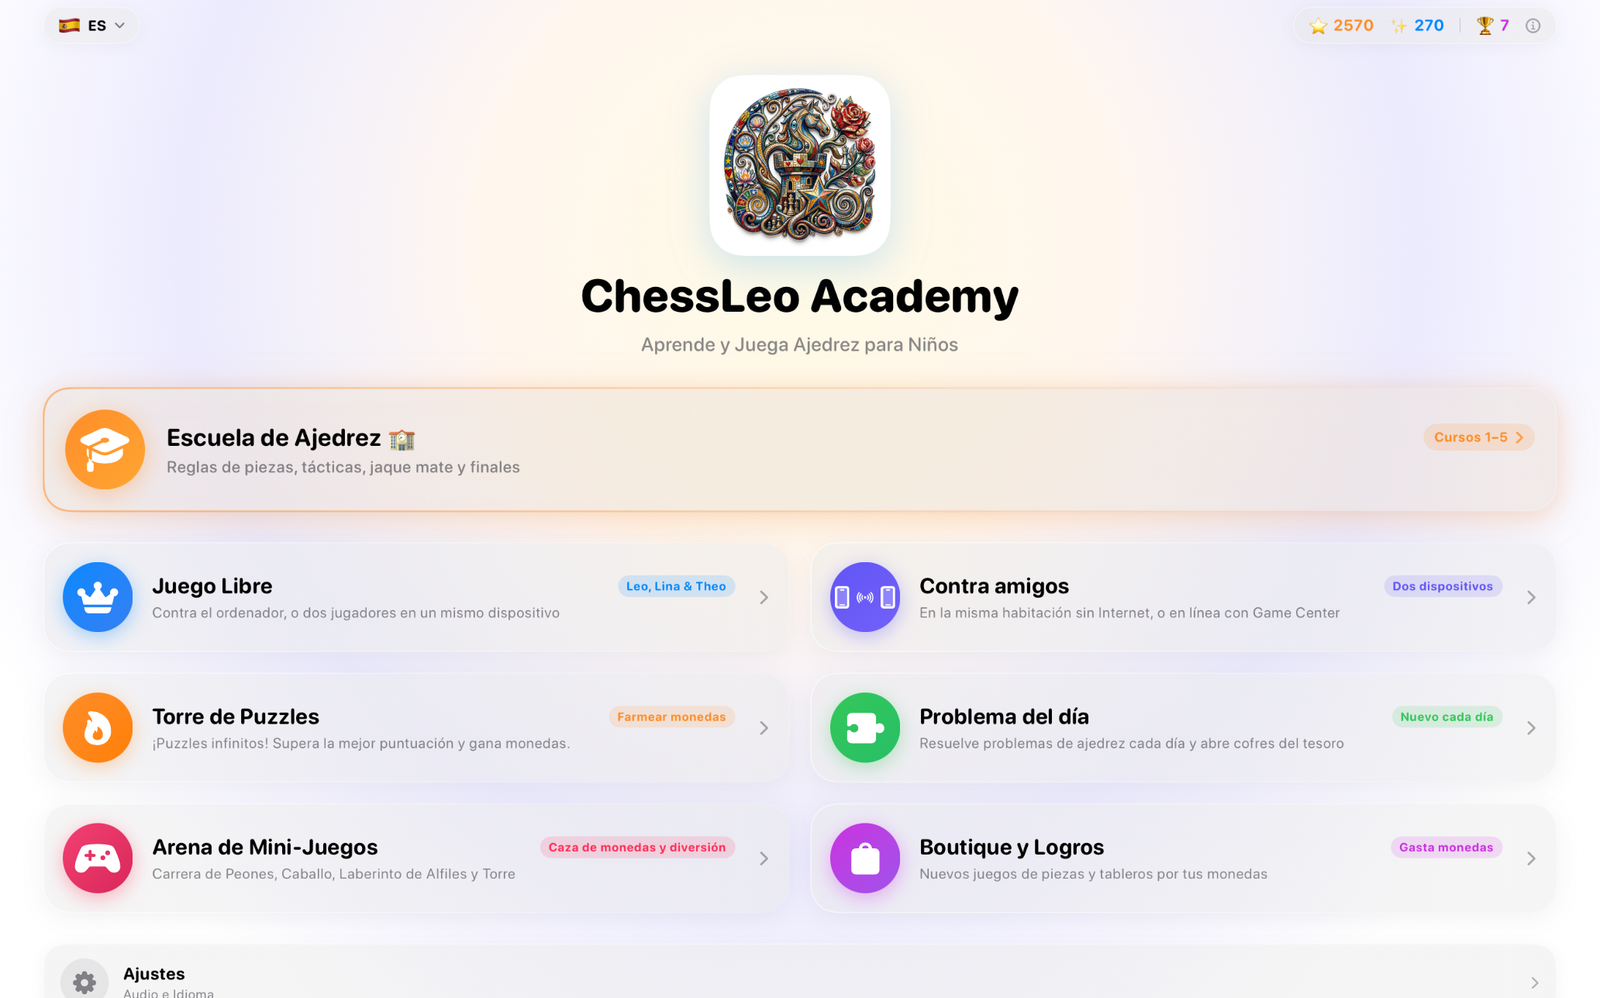 ES
2570 270 7
ChessLeo Academy
Aprende y Juega Ajedrez para Niños
Escuela de Ajedrez
Reglas de piezas, tácticas, jaque mate y finales
Cursos 1–5
Juego Libre
Leo, Lina & Theo
Contra el ordenador, o dos jugadores en un mismo dispositivo
Contra amigos
Dos dispositivos
En la misma habitación sin Internet, o en línea con Game Center
Torre de Puzzles
Farmear monedas
¡Puzzles infinitos! Supera la mejor puntuación y gana monedas.
Problema del día
Nuevo cada día
Resuelve problemas de ajedrez cada día y abre cofres del tesoro
Arena de Mini-Juegos
Caza de monedas y diversión
Carrera de Peones, Caballo, Laberinto de Alfiles y Torre
Boutique y Logros
Gasta monedas
Nuevos juegos de piezas y tableros por tus monedas
Ajustes
Audio e Idioma